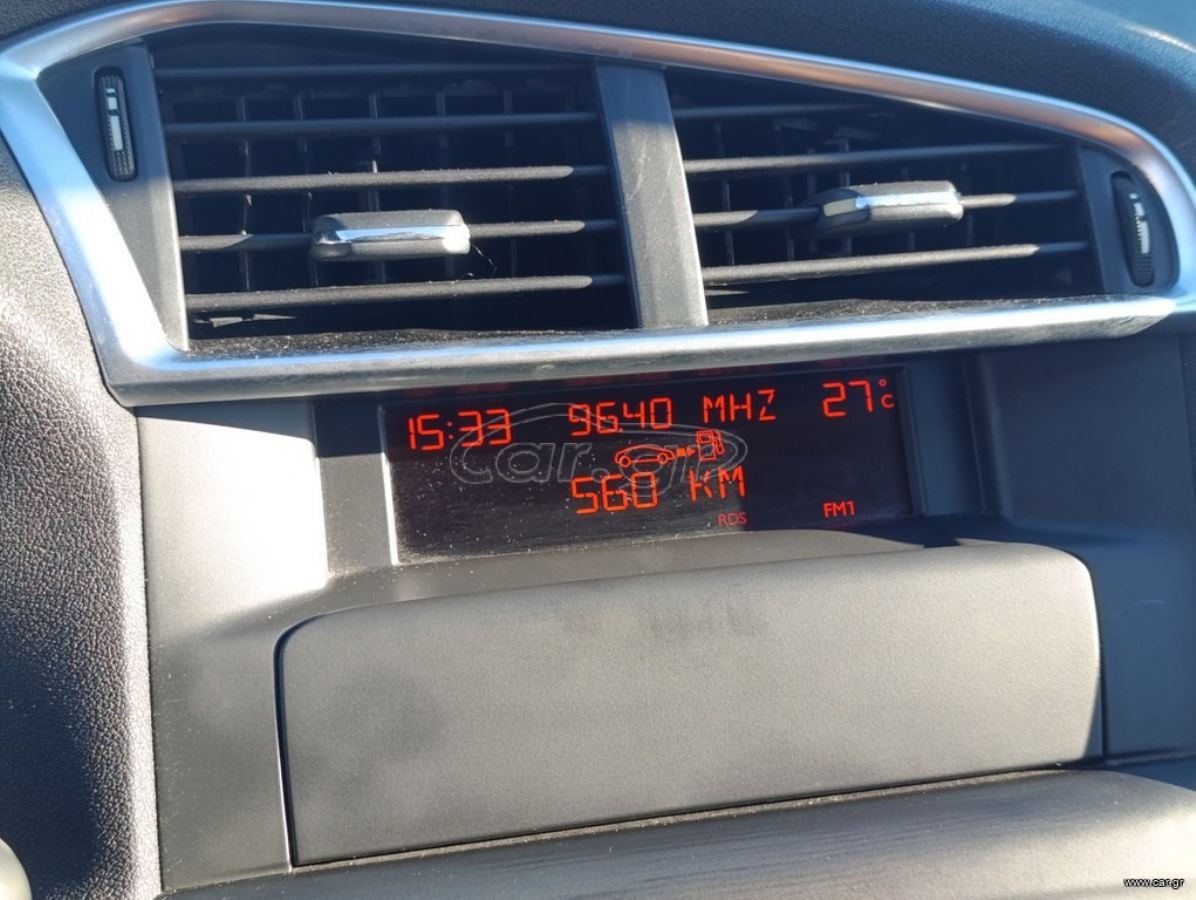 15:33 96.40 MHZ 27°C
car.gr
560 KM
RDS FM1
www.car.gr